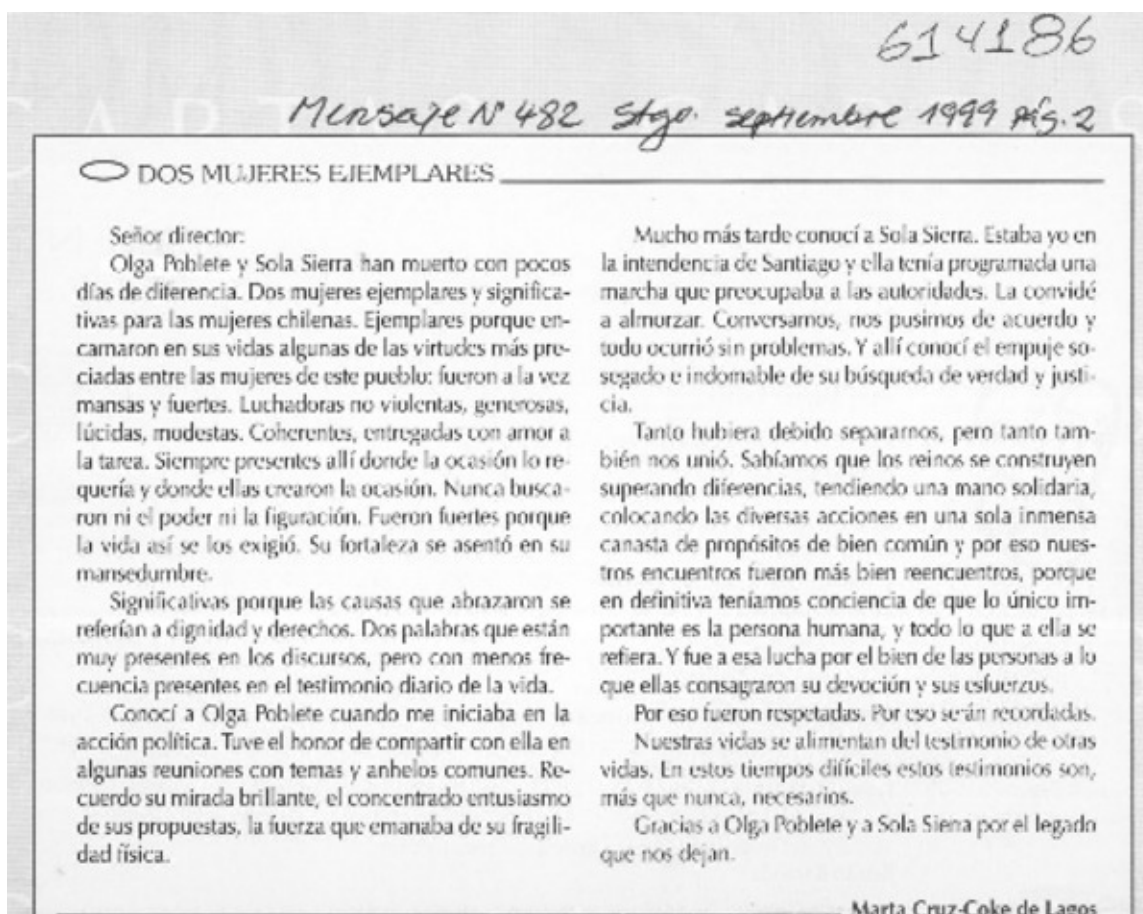 614186
Mensaje Nº 482 Stgo. septiembre 1999 pág. 2
DOS MUJERES EJEMPLARES
Señor director:
Olga Poblete y Sola Sierra han muerto con pocos
días de diferencia. Dos mujeres ejemplares y significa-
tivas para las mujeres chilenas. Ejemplares porque en-
carnaron en sus vidas algunas de las virtudes más pre-
ciadas entre las mujeres de este pueblo: fueron a la vez
mansas y fuertes. Luchadoras no violentas, generosas,
lúcidas, modestas. Coherentes, entregadas con amor a
la tarea. Siempre presentes allí donde la ocasión lo re-
quería y donde ellas crearon la ocasión. Nunca busca-
ron ni el poder ni la figuración. Fueron fuertes porque
la vida así se los exigió. Su fortaleza se asentó en su
mansedumbre.
Significativas porque las causas que abrazaron se
referían a dignidad y derechos. Dos palabras que están
muy presentes en los discursos, pero con menos fre-
cuencia presentes en el testimonio diario de la vida.
Conocí a Olga Poblete cuando me iniciaba en la
acción política. Tuve el honor de compartir con ella en
algunas reuniones con temas y anhelos comunes. Re-
cuerdo su mirada brillante, el concentrado entusiasmo
de sus propuestas, la fuerza que emanaba de su fragili-
dad física.
Mucho más tarde conocí a Sola Sierra. Estaba yo en
la intendencia de Santiago y ella tenía programada una
marcha que preocupaba a las autoridades. La convidé
a almorzar. Conversamos, nos pusimos de acuerdo y
todo ocurrió sin problemas. Y allí conocí el empuje so-
segado e indomable de su búsqueda de verdad y justi-
cia.
Tanto hubiera debido separarnos, pero tanto tam-
bién nos unió. Sabíamos que los reinos se construyen
superando diferencias, tendiendo una mano solidaria,
colocando las diversas acciones en una sola inmensa
canasta de propósitos de bien común y por eso nues-
tros encuentros fueron más bien reencuentros, porque
en definitiva teníamos conciencia de que lo único im-
portante es la persona humana, y todo lo que a ella se
refiera. Y fue a esa lucha por el bien de las personas a lo
que ellas consagraron su devoción y sus esfuerzos.
Por eso fueron respetadas. Por eso serán recordadas.
Nuestras vidas se alimentan del testimonio de otras
vidas. En estos tiempos difíciles estos testimonios son,
más que nunca, necesarios.
Gracias a Olga Poblete y a Sola Sierra por el legado
que nos dejan.
Marta Cruz-Coke de Lagos